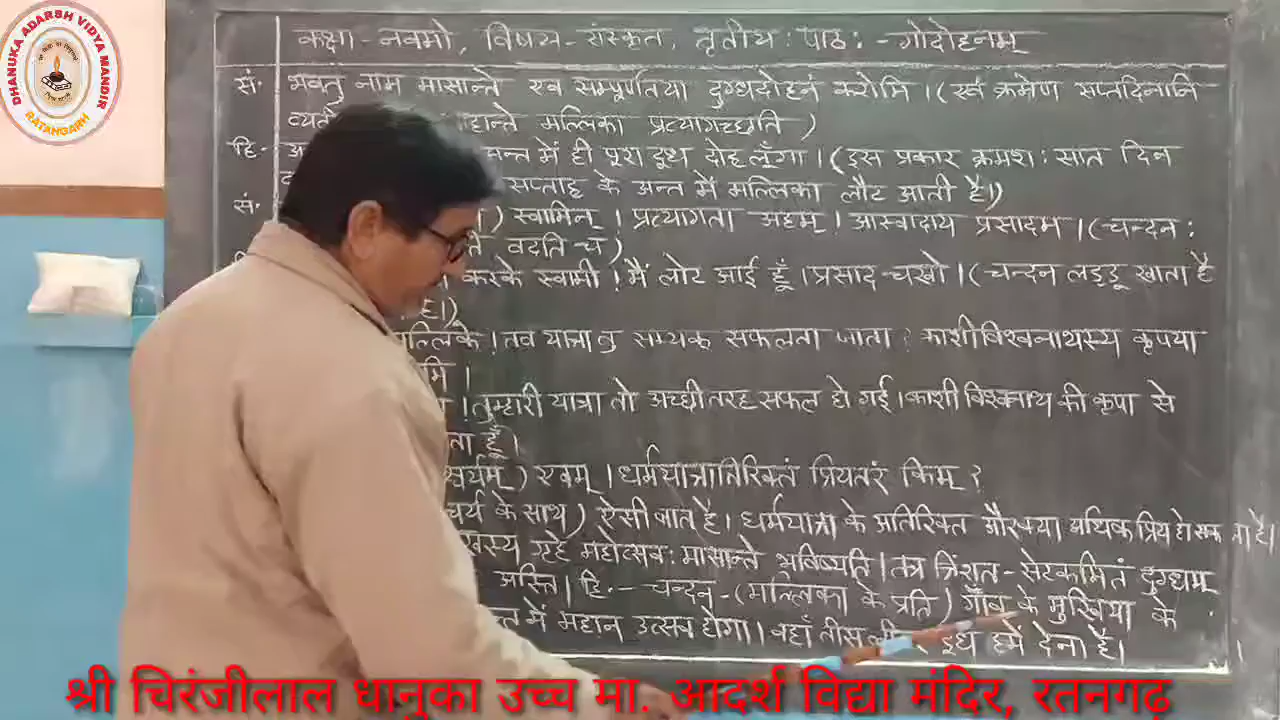 DHANUKA ADARSH VIDYA MANDIR
RATANGARH
कक्षा - नवमी, विषय - संस्कृत, तृतीय: पाठ: - गोदोहनम्
सं. भवतु नाम मासान्ते एव सम्पूर्णतया दुग्धदोहनं करोमि । (एवं क्रमेण सप्तदिनानि
मल्लिका प्रत्यागच्छति )
हि. में ही पूरा दूध दोह लूँगा । (इस प्रकार क्रमश: सात दिन
सप्ताह के अन्त में मल्लिका लौट आती है।)
सं. ) स्वामिन् । प्रत्यागता अहम् । आस्वादाय प्रसादम । (चन्दन:
वदति च )
करके स्वामी ! मैं लोट आई हूँ । प्रसाद चखो । ( चन्दन लड्डू खाता है
है।)
मल्लिके ! तव यात्रा तु सम्यक् सफलता जाता ? काशीविश्वनाथस्य कृपया
मि ।
! तुम्हारी यात्रा तो अच्छी तरह सफल हो गई । काशी विश्वनाथ की कृपा से
ता हूँ ।
) एवम् । धर्मयात्रातिरिक्तं प्रियतरं किम् ?
के साथ) ऐसी बात है । धर्मयात्रा के अतिरिक्त और क्या अधिक प्रिय हो सकता है।
गृहे महोत्सव: मासान्ते भविष्यति । तत्र त्रिंशत - सेटकमितं दुग्धम्
अस्ति । हि. - चन्दन - (मल्लिका के प्रति ) गाँव के मुखिया के
में महान उत्सव होगा । वहाँ तीस दूध हमें देना है।
श्री चिरंजीलाल धानुका उच्च मा. आदर्श विद्या मंदिर, रतनगढ़